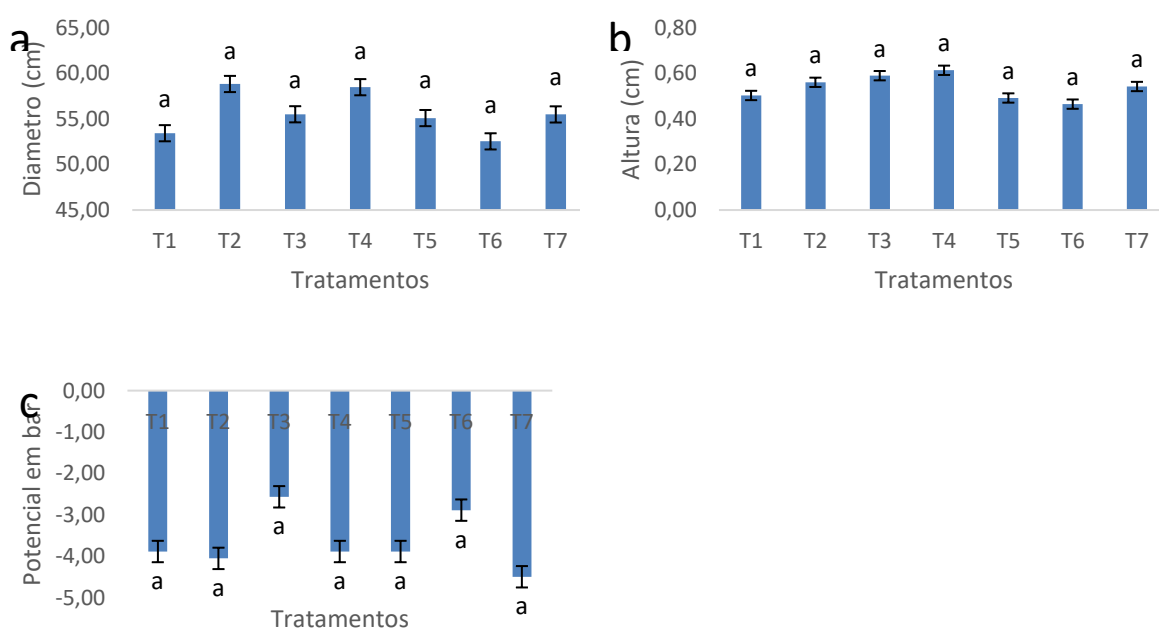 a
Diametro (cm)
65,00
60,00
55,00
50,00
45,00
a a a a a a a
T1 T2 T3 T4 T5 T6 T7
Tratamentos
b
Altura (cm)
0,80
0,60
0,40
0,20
0,00
a a a a a a a
T1 T2 T3 T4 T5 T6 T7
Tratamentos
c
Potencial em bar
0,00
-1,00
-2,00
-3,00
-4,00
-5,00
T1 T2 T3 T4 T5 T6 T7
a a a a a a a
Tratamentos